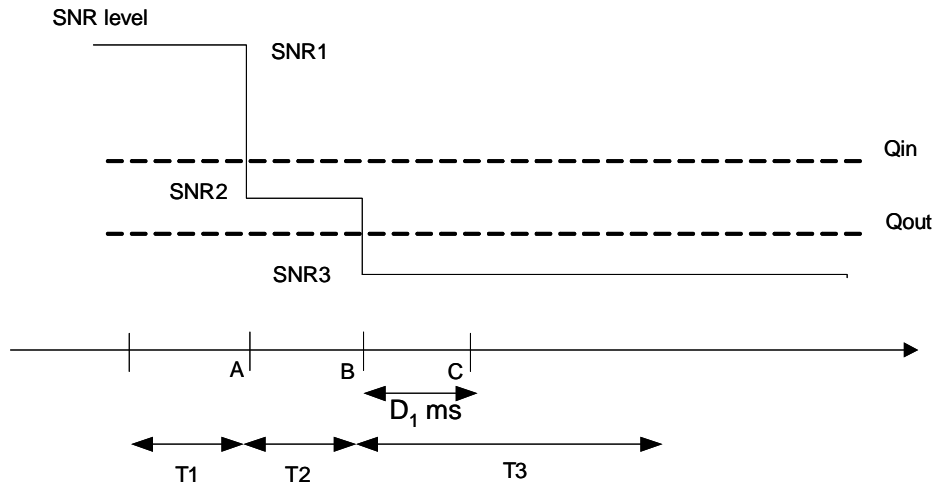 SNR level
SNR1
Qin
SNR2
Qout
SNR3
A
B
C
D₁ ms
T1
T2
T3